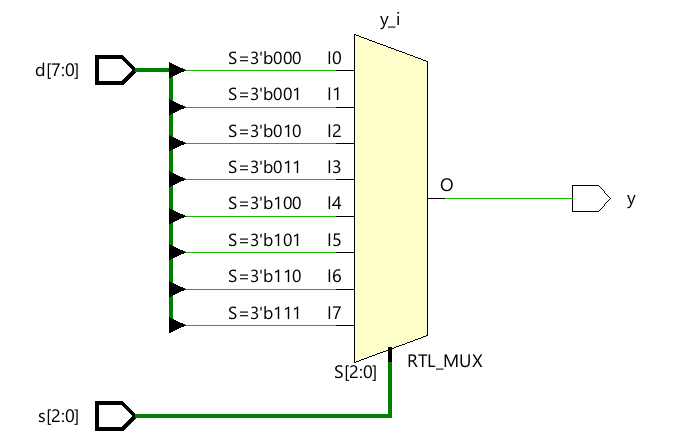 y_i
d[7:0]
S=3'b000 I0
S=3'b001 I1
S=3'b010 I2
S=3'b011 I3
S=3'b100 I4
S=3'b101 I5
S=3'b110 I6
S=3'b111 I7
O
y
S[2:0]
RTL_MUX
s[2:0]